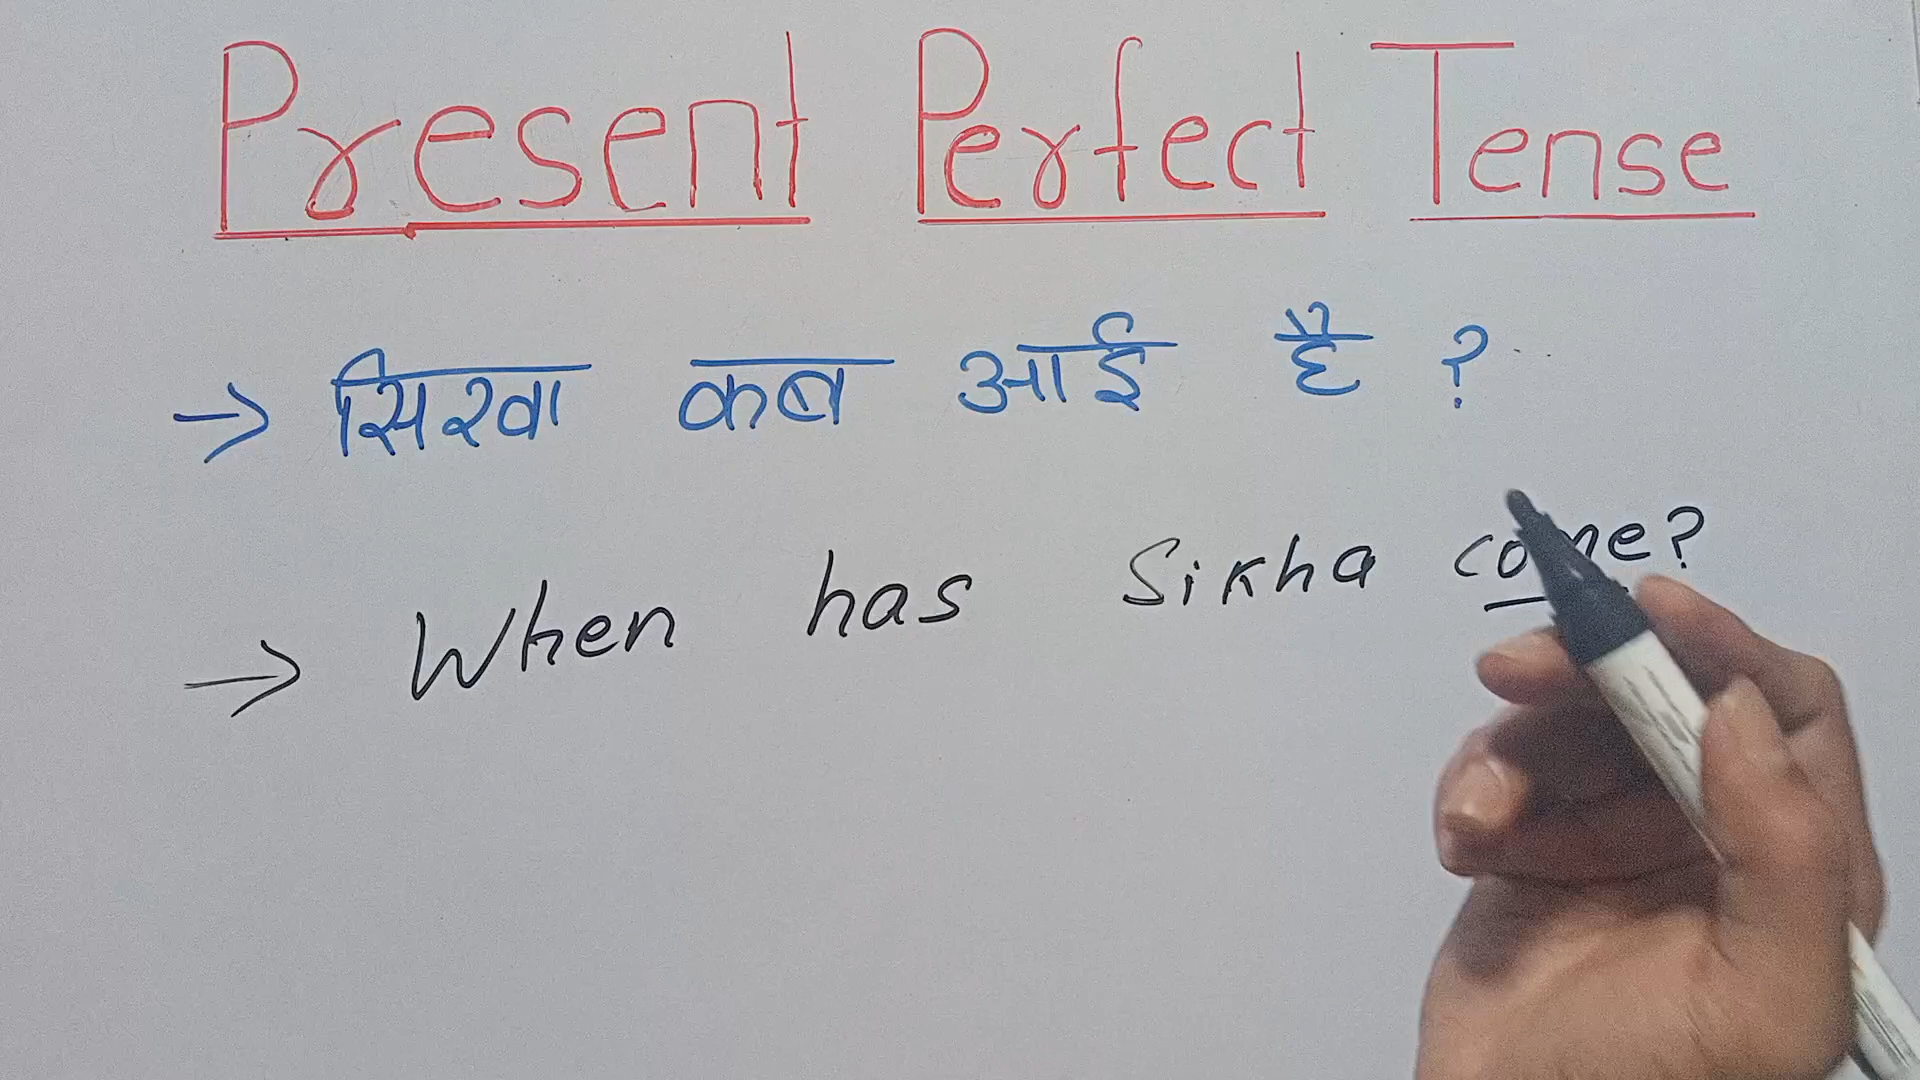 Present Perfect Tense
→ सिखा कब आई है ?
→ When has Sikha come?